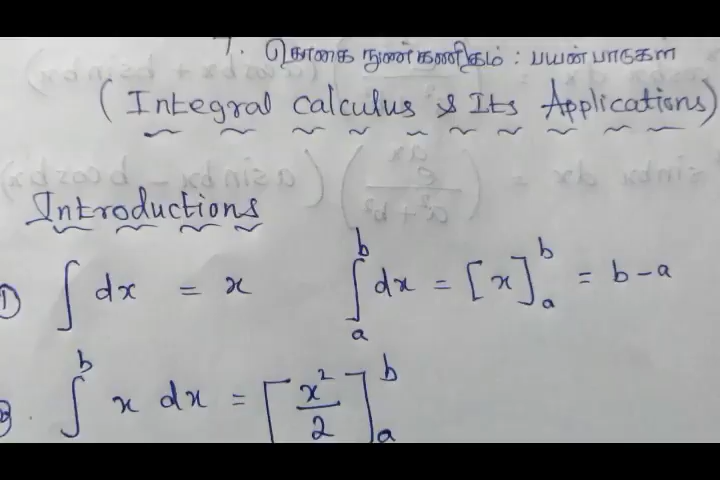 7. தொகை நுண்கணிதம் : பயன்பாடுகள்
(Integral Calculus & Its Applications)
Introductions
1) ∫ dx = x ∫ₐᵇ dx = [x]ₐᵇ = b-a
2) ∫ᵇ x dx = [x²/2]ₐᵇ